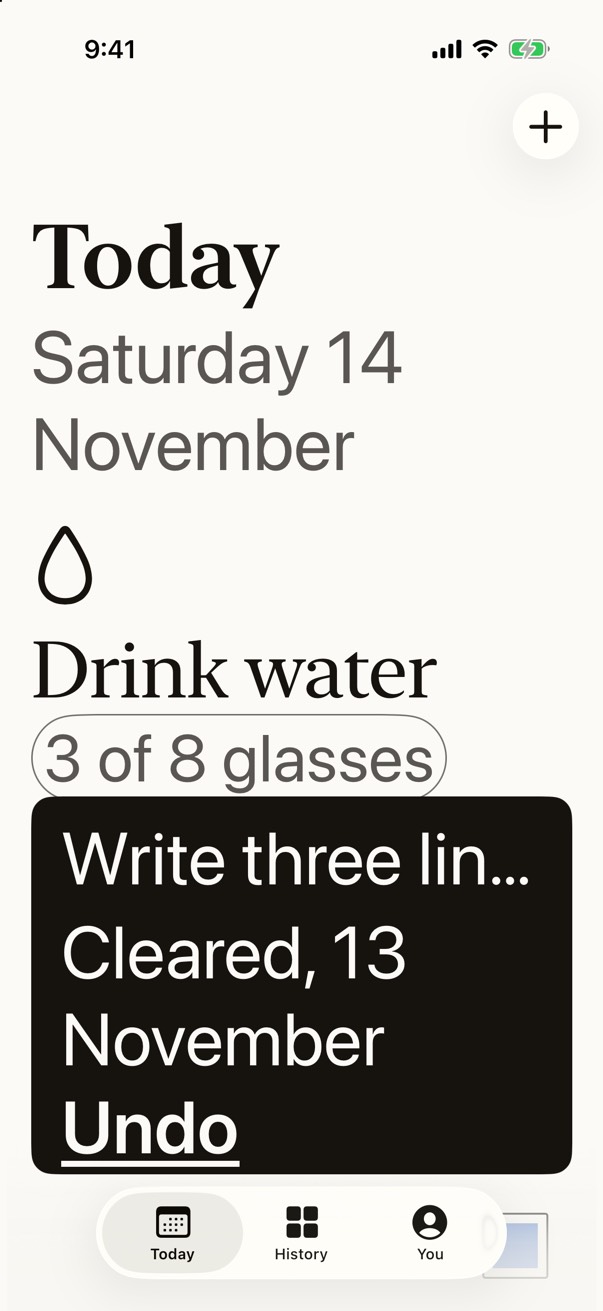 9:41
Today
Saturday 14
November
Drink water
3 of 8 glasses
Write three lin…
Cleared, 13
November
Undo
Today
History
You